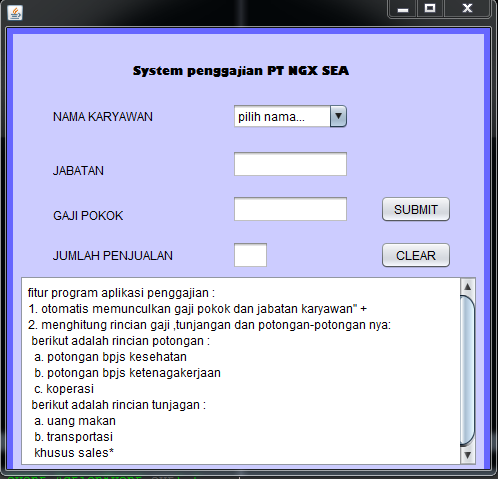 System penggajian PT NGX SEA
NAMA KARYAWAN
pilih nama...
JABATAN
GAJI POKOK
SUBMIT
JUMLAH PENJUALAN
CLEAR
fitur program aplikasi penggajian :
1. otomatis memunculkan gaji pokok dan jabatan karyawan" +
2. menghitung rincian gaji ,tunjangan dan potongan-potongan nya:
berikut adalah rincian potongan :
a. potongan bpjs kesehatan
b. potongan bpjs ketenagakerjaan
c. koperasi
berikut adalah rincian tunjagan :
a. uang makan
b. transportasi
khusus sales*